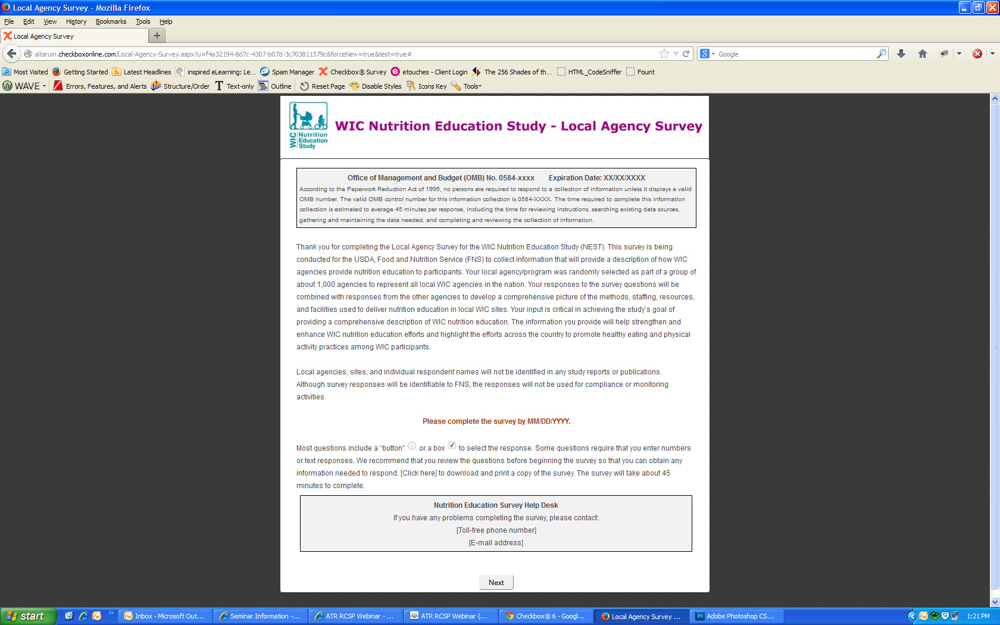 Local Agency Survey - Mozilla Firefox
File Edit View History Bookmarks Tools Help
Local Agency Survey
altarum.checkboxonline.com/Local-Agency-Survey.aspx?u=f4a32194-8d7c-4307-b07d-3c703811579c&forceNew=true&test=true#
Google
Most Visited Getting Started Latest Headlines inspired eLearning: Le... Spam Manager Checkbox® Survey etouches - Client Login The 256 Shades of th... HTML_CodeSniffer Fount
WAVE Errors, Features, and Alerts Structure/Order Text-only Outline Reset Page Disable Styles Icons Key Tools
WIC Nutrition Education Study
WIC Nutrition Education Study - Local Agency Survey
Office of Management and Budget (OMB) No. 0584-xxxx Expiration Date: XX/XX/XXXX
According to the Paperwork Reduction Act of 1995, no persons are required to respond to a collection of information unless it displays a valid
OMB number. The valid OMB control number for this information collection is 0584-XXXX. The time required to complete this information
collection is estimated to average 45 minutes per response, including the time for reviewing instructions, searching existing data sources,
gathering and maintaining the data needed, and completing and reviewing the collection of information.
Thank you for completing the Local Agency Survey for the WIC Nutrition Education Study (NEST). This survey is being
conducted for the USDA, Food and Nutrition Service (FNS) to collect information that will provide a description of how WIC
agencies provide nutrition education to participants. Your local agency/program was randomly selected as part of a group of
about 1,000 agencies to represent all local WIC agencies in the nation. Your responses to the survey questions will be
combined with responses from the other agencies to develop a comprehensive picture of the methods, staffing, resources,
and facilities used to deliver nutrition education in local WIC sites. Your input is critical in achieving the study's goal of
providing a comprehensive description of WIC nutrition education. The information you provide will help strengthen and
enhance WIC nutrition education efforts and highlight the efforts across the country to promote healthy eating and physical
activity practices among WIC participants.
Local agencies, sites, and individual respondent names will not be identified in any study reports or publications.
Although survey responses will be identifiable to FNS, the responses will not be used for compliance or monitoring
activities.
Please complete the survey by MM/DD/YYYY.
Most questions include a “button” or a box to select the response. Some questions require that you enter numbers
or text responses. We recommend that you review the questions before beginning the survey so that you can obtain any
information needed to respond. [Click here] to download and print a copy of the survey. The survey will take about 45
minutes to complete.
Nutrition Education Survey Help Desk
If you have any problems completing the survey, please contact:
[Toll-free phone number]
[E-mail address]
Next
start Inbox - Microsoft Out... Seminar Information -... ATR RCSP Webinar - ... ATR RCSP Webinar (... Checkbox® 6 - Googl... Local Agency Survey ... Adobe Photoshop CS... 1:21 PM